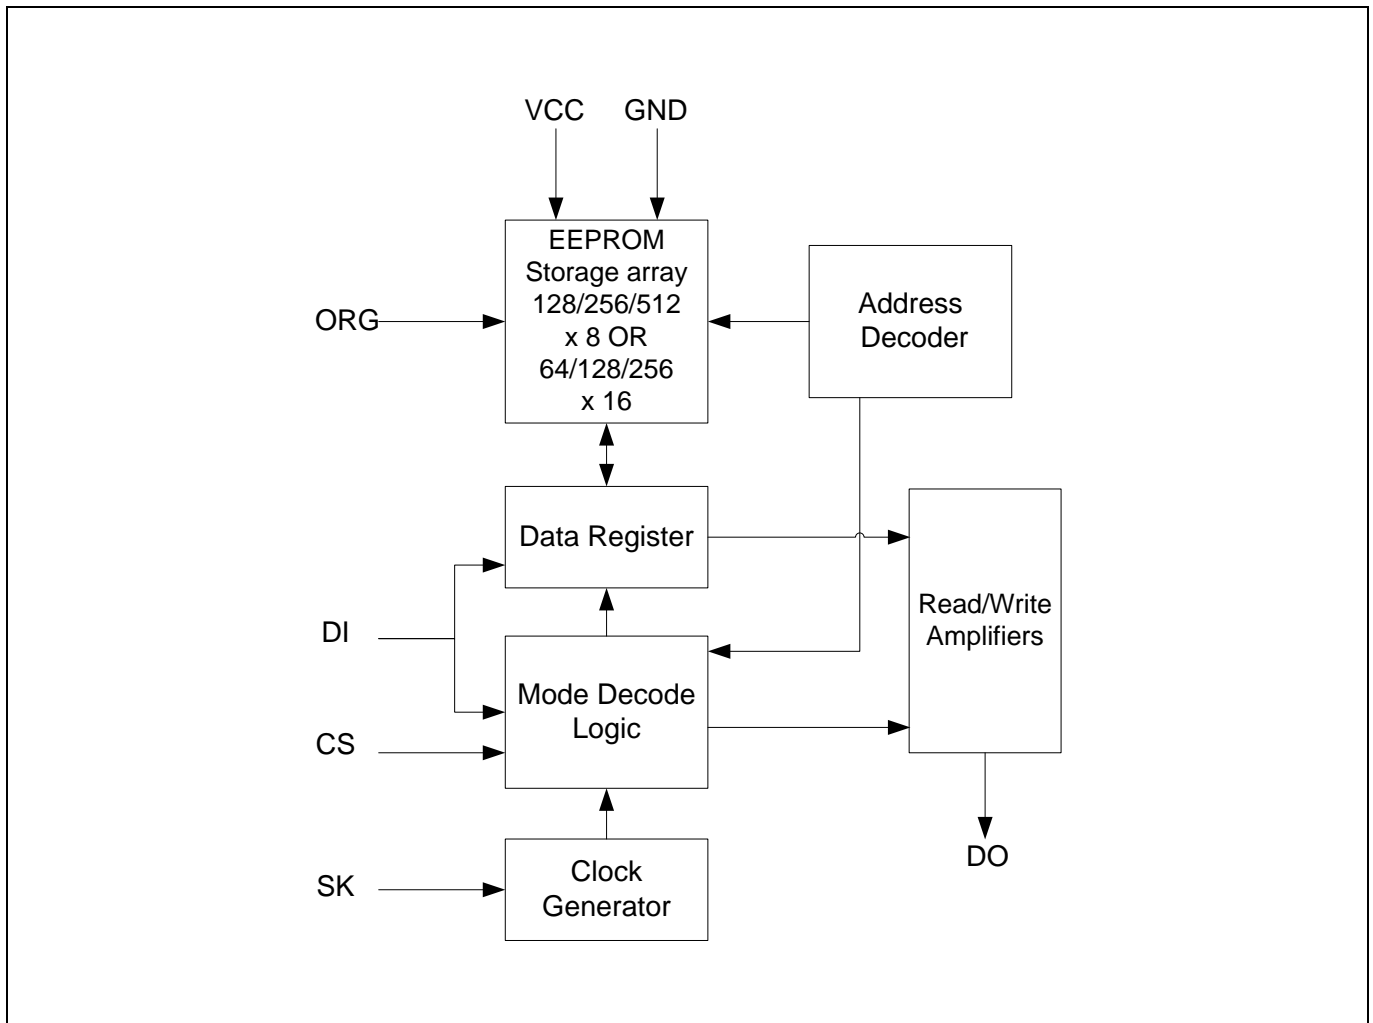 VCC GND
EEPROM
Storage array
128/256/512
x 8 OR
64/128/256
x 16
ORG
Address
Decoder
Data Register
DI
Read/Write
Amplifiers
Mode Decode
Logic
CS
Clock
Generator
SK
DO